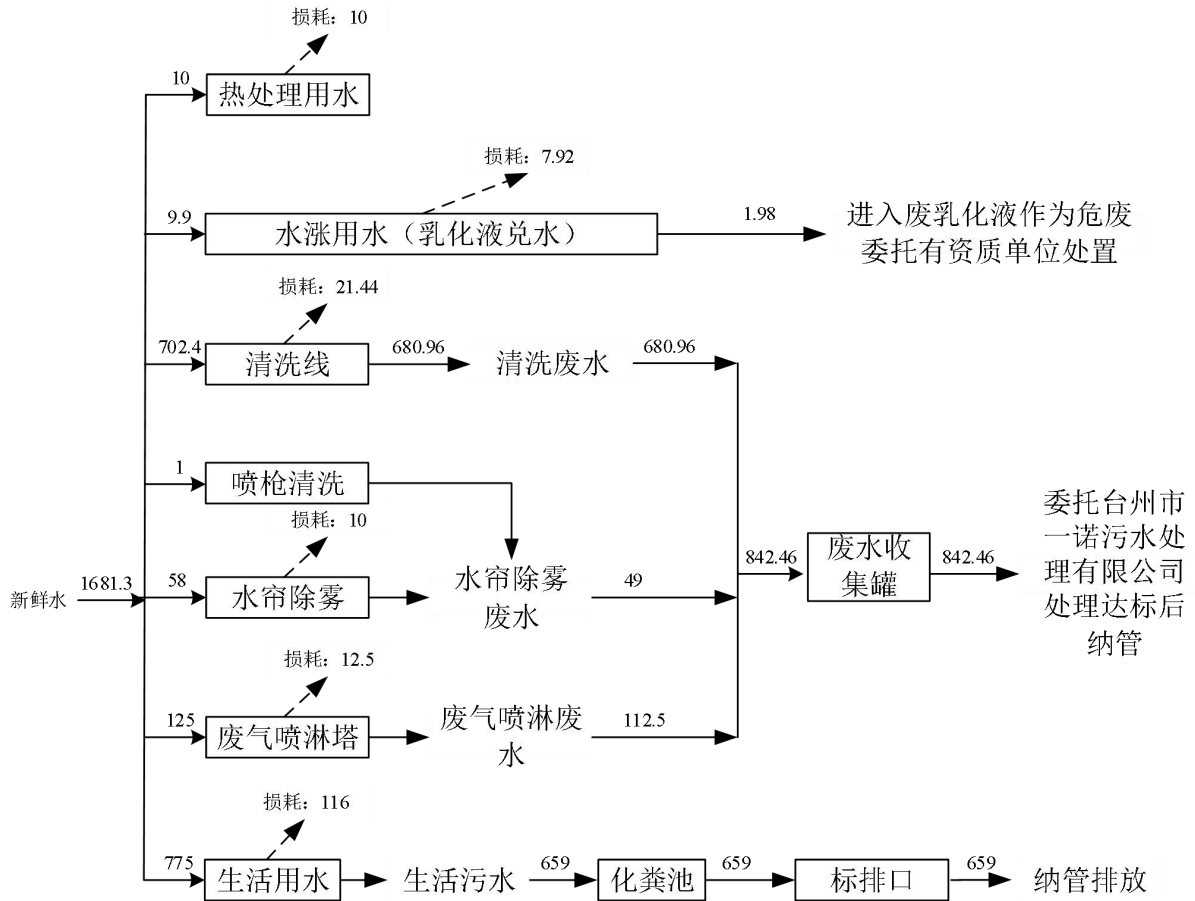 损耗：10
10
热处理用水
损耗：7.92
9.9
水涨用水（乳化液兑水）
1.98
进入废乳化液作为危废
委托有资质单位处置
损耗：21.44
702.4
清洗线
680.96
清洗废水
680.96
1
喷枪清洗
损耗：10
新鲜水
1681.3
58
水帘除雾
水帘除雾
废水
49
842.46
废水收
集罐
842.46
委托台州市
一诺污水处
理有限公司
处理达标后
纳管
损耗：12.5
125
废气喷淋塔
废气喷淋废
水
112.5
损耗：116
775
生活用水
生活污水
659
化粪池
659
标排口
659
纳管排放